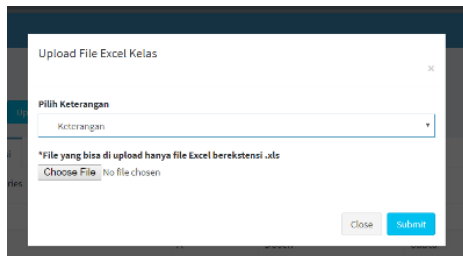 Upload File Excel Kelas
×
Pilih Keterangan
Keterangan
*File yang bisa di upload hanya file Excel berekstensi .xls
Choose File No file chosen
Close Submit